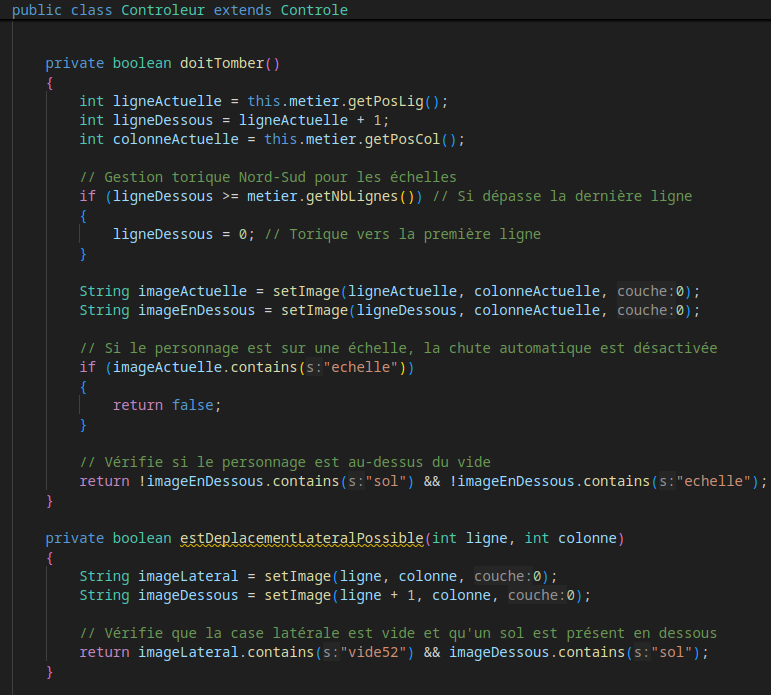 public class Controleur extends Controle
private boolean doitTomber()
{
int ligneActuelle = this.metier.getPosLig();
int ligneDessous = ligneActuelle + 1;
int colonneActuelle = this.metier.getPosCol();
// Gestion torique Nord-Sud pour les échelles
if (ligneDessous >= metier.getNbLignes()) // Si dépasse la dernière ligne
{
ligneDessous = 0; // Torique vers la première ligne
}
String imageActuelle = setImage(ligneActuelle, colonneActuelle, couche:0);
String imageEnDessous = setImage(ligneDessous, colonneActuelle, couche:0);
// Si le personnage est sur une échelle, la chute automatique est désactivée
if (imageActuelle.contains(s:"echelle"))
{
return false;
}
// Vérifie si le personnage est au-dessus du vide
return !imageEnDessous.contains(s:"sol") && !imageEnDessous.contains(s:"echelle");
}
private boolean estDeplacementLateralPossible(int ligne, int colonne)
{
String imageLateral = setImage(ligne, colonne, couche:0);
String imageDessous = setImage(ligne + 1, colonne, couche:0);
// Vérifie que la case latérale est vide et qu'un sol est présent en dessous
return imageLateral.contains(s:"vide52") && imageDessous.contains(s:"sol");
}